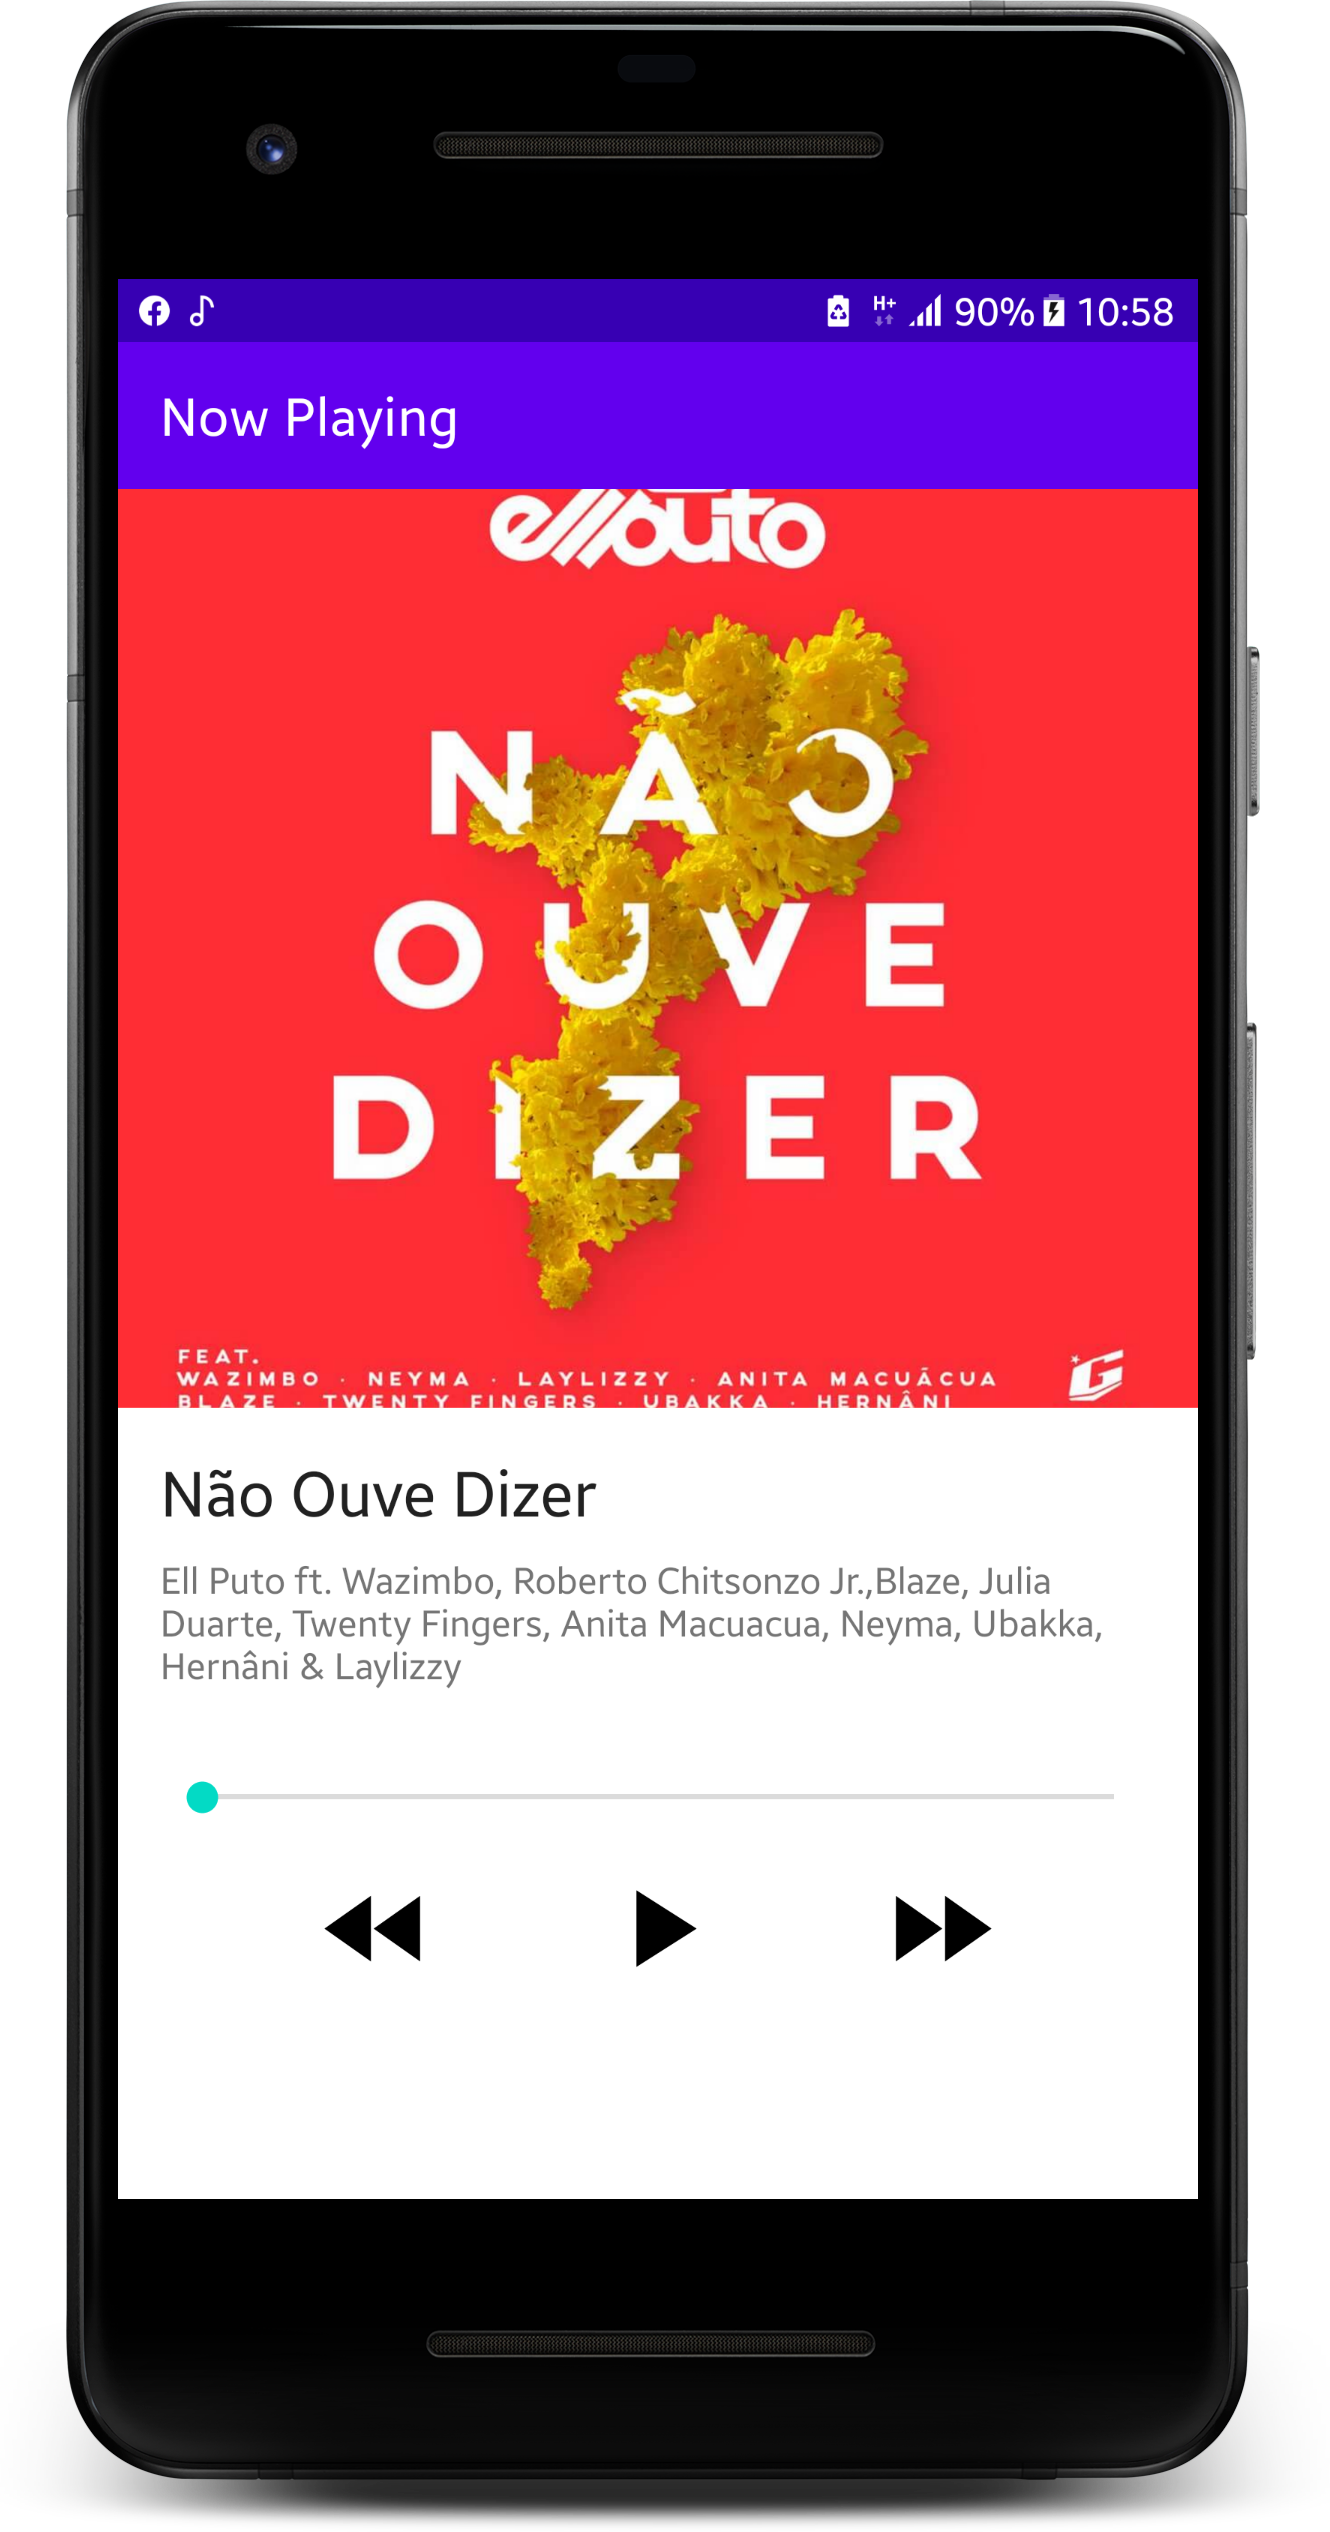 H+ 90% 10:58
Now Playing
ellputo
NÃO
OUVE
DIZER
FEAT.
WAZIMBO · NEYMA · LAYLIZZY · ANITA MACUÁCUA
BLAZE · TWENTY FINGERS · UBAKKA · HERNÂNI
Não Ouve Dizer
Ell Puto ft. Wazimbo, Roberto Chitsonzo Jr.,Blaze, Julia
Duarte, Twenty Fingers, Anita Macuacua, Neyma, Ubakka,
Hernâni & Laylizzy